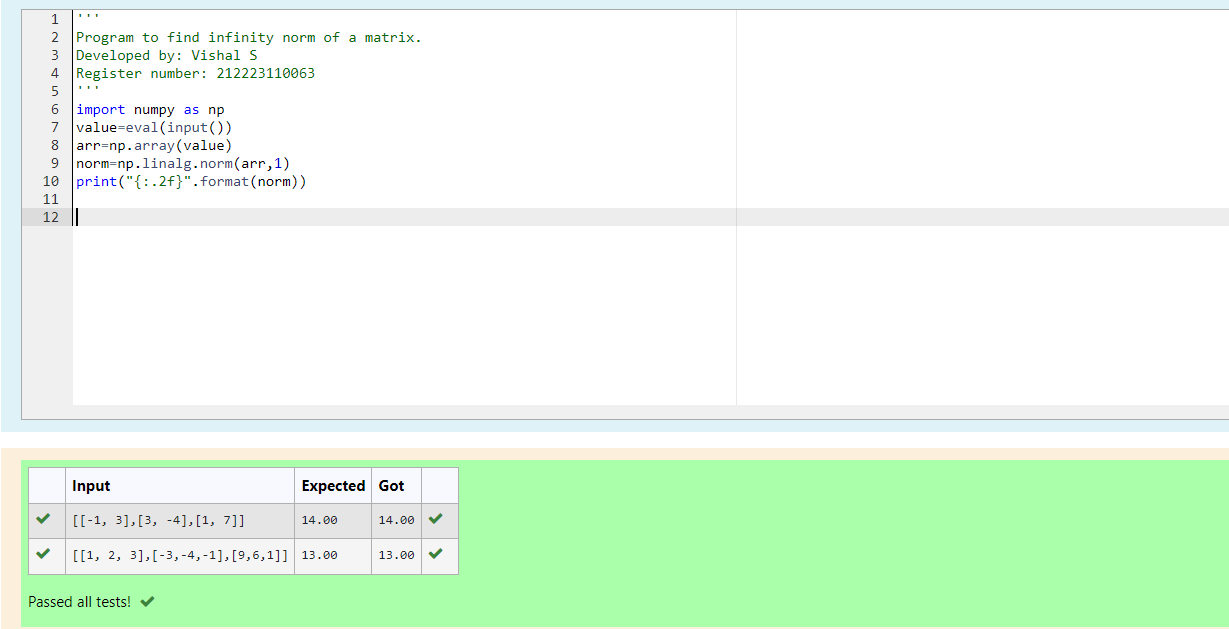 1 '''
2 Program to find infinity norm of a matrix.
3 Developed by: Vishal S
4 Register number: 212223110063
5 '''
6 import numpy as np
7 value=eval(input())
8 arr=np.array(value)
9 norm=np.linalg.norm(arr,1)
10 print("{:.2f}".format(norm))
11
12
Input Expected Got
[[-1, 3],[3, -4],[1, 7]] 14.00 14.00
[[1, 2, 3],[-3,-4,-1],[9,6,1]] 13.00 13.00
Passed all tests!